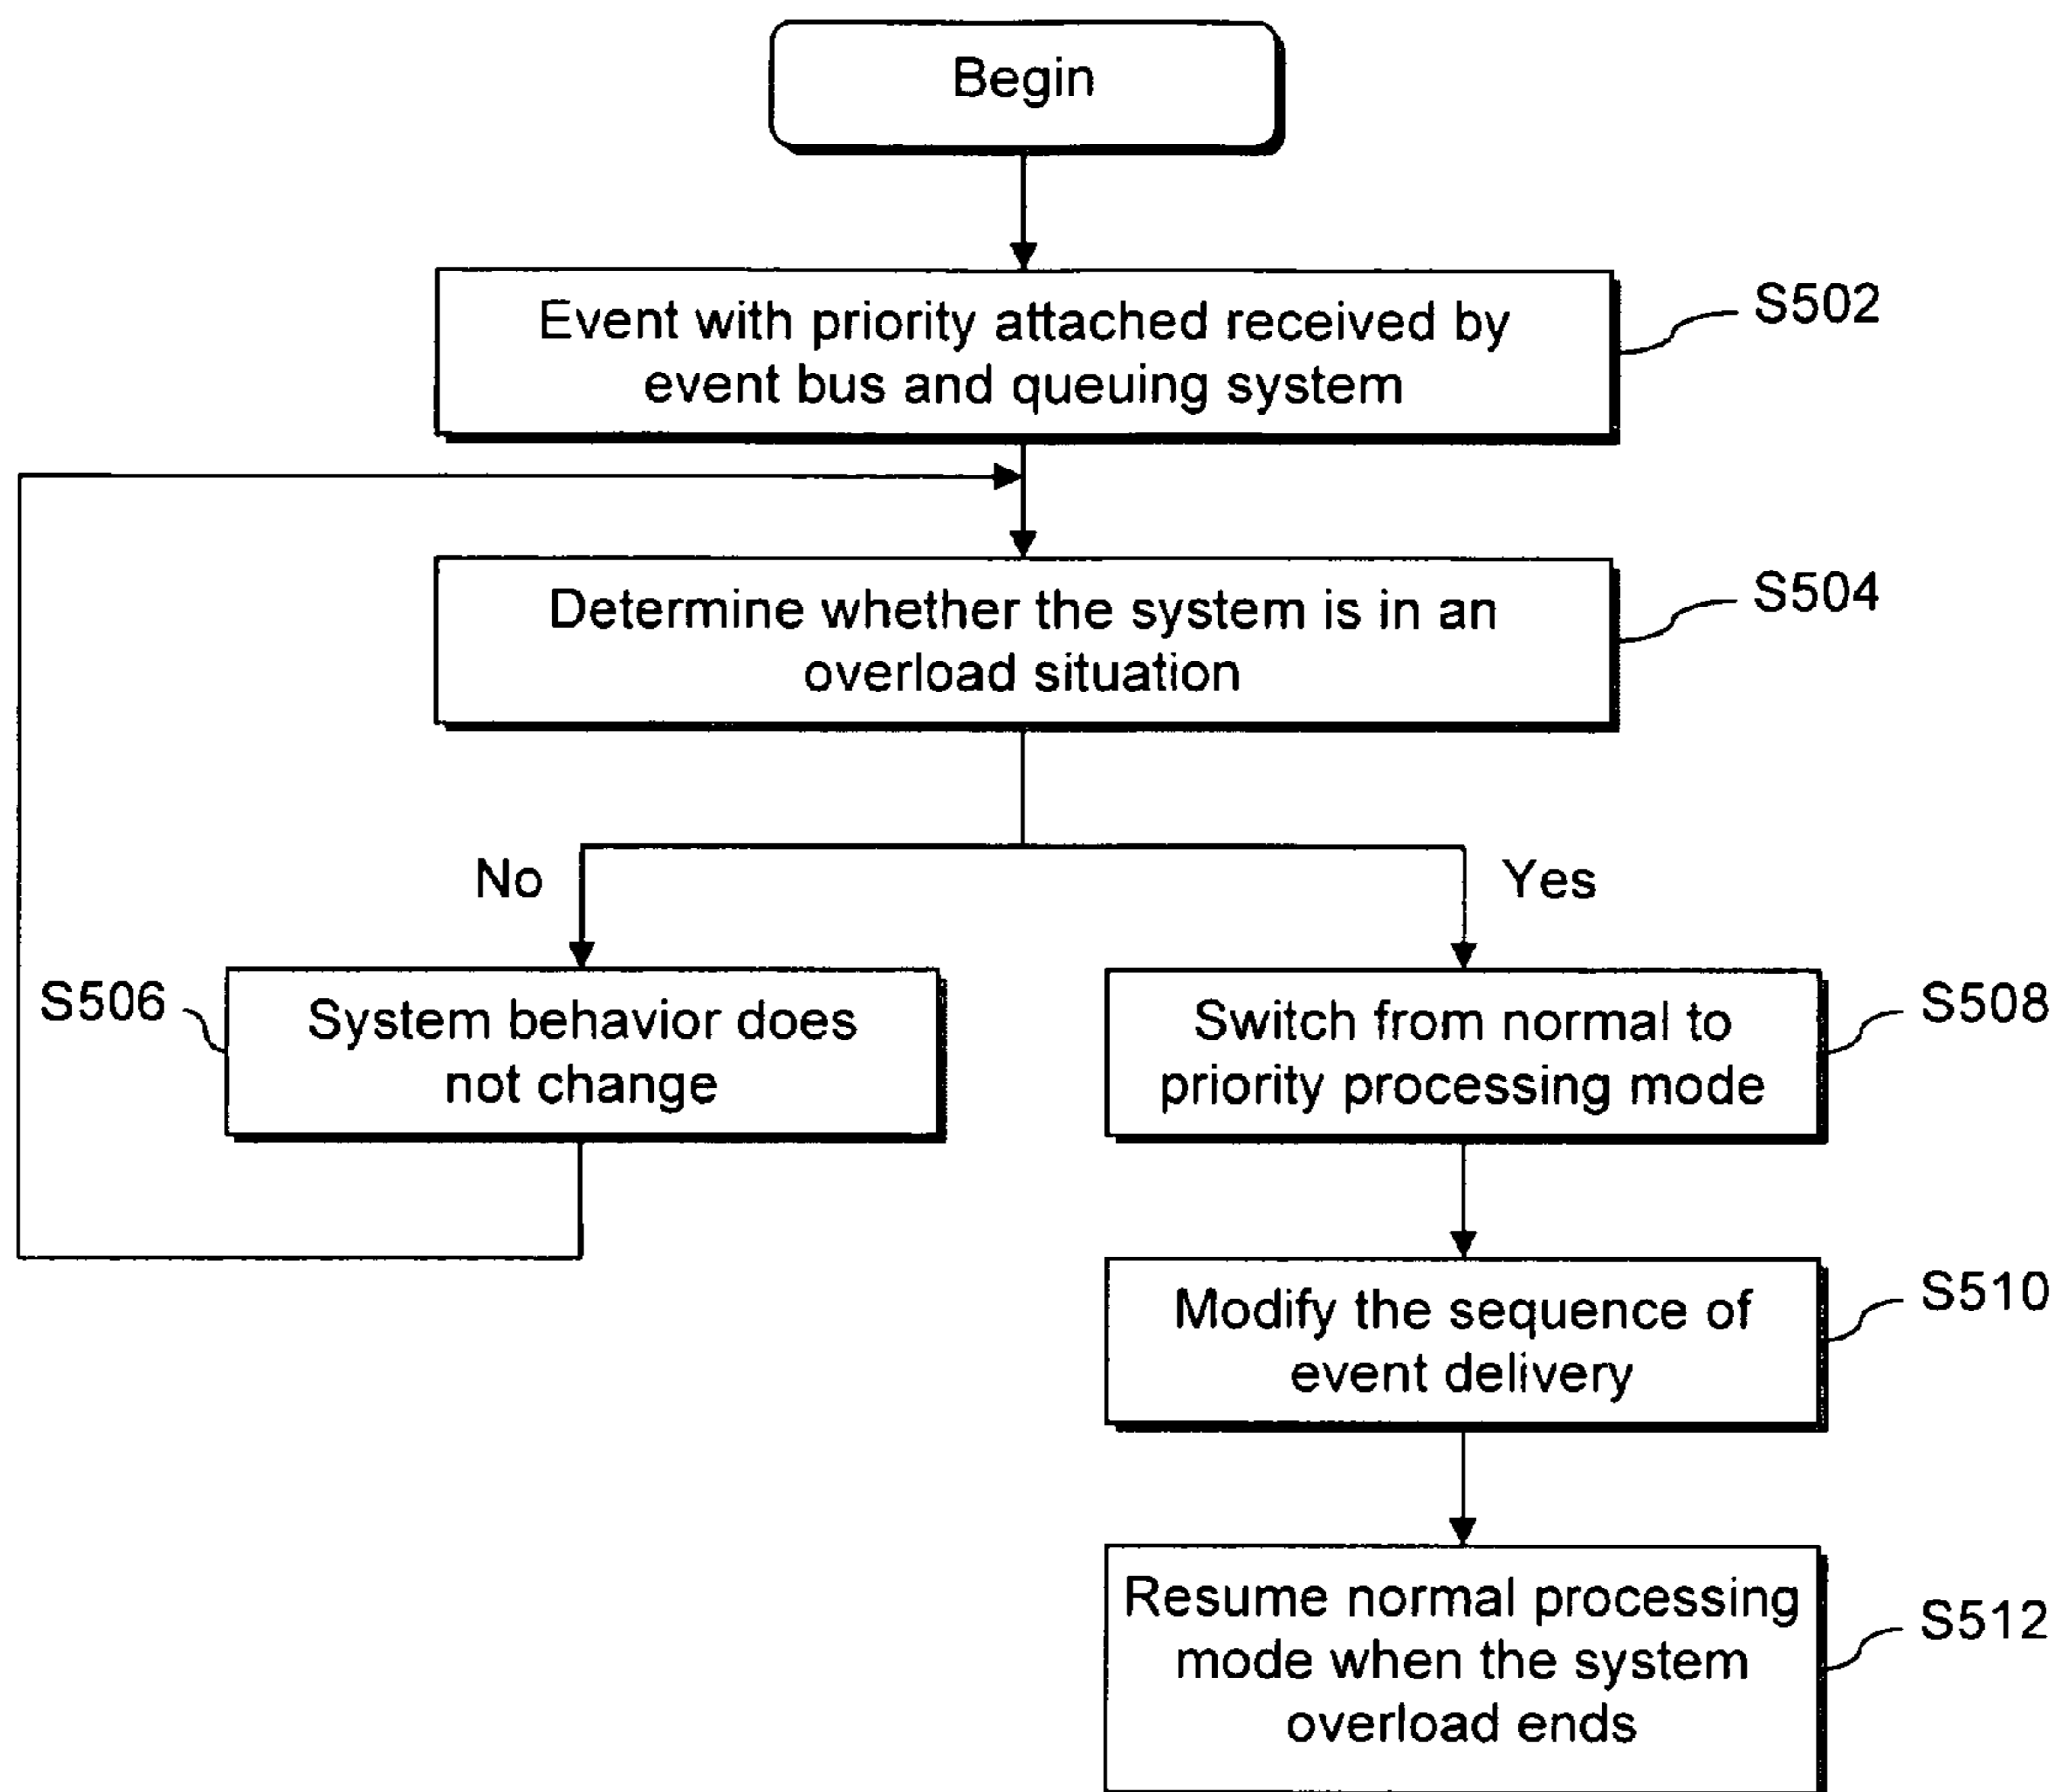 Begin
Event with priority attached received by
event bus and queuing system
S502
Determine whether the system is in an
overload situation
S504
No
Yes
S506
System behavior does
not change
Switch from normal to
priority processing mode
S508
Modify the sequence of
event delivery
S510
Resume normal processing
mode when the system
overload ends
S512